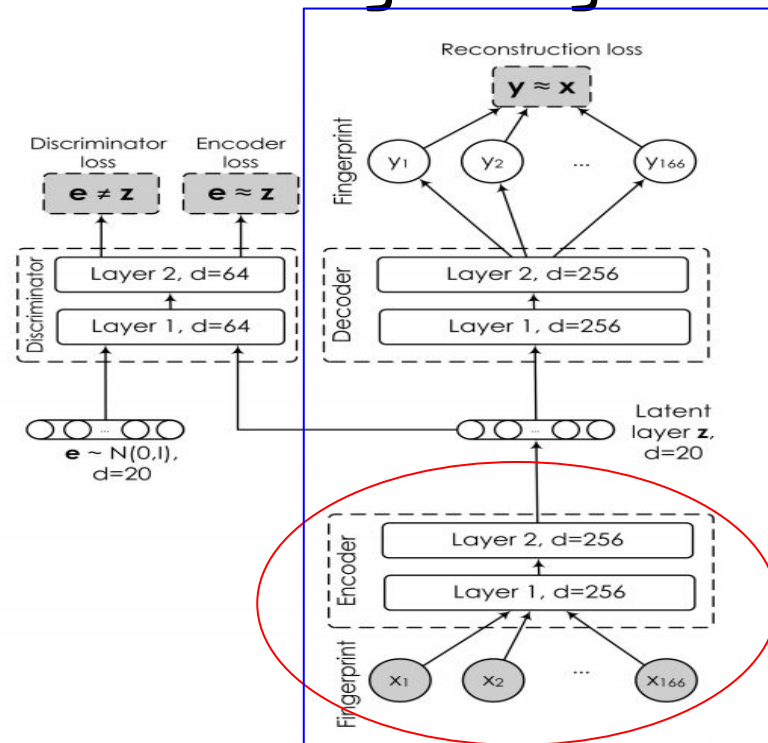 Reconstruction loss
y ≈ x
Fingerprint
y1
y2
...
y166
Discriminator
loss
Encoder
loss
e ≠ z
e ≈ z
Discriminator
Layer 2, d=64
Layer 1, d=64
Decoder
Layer 2, d=256
Layer 1, d=256
...
e ~ N(0,I),
d=20
...
Latent
layer z,
d=20
Encoder
Layer 2, d=256
Layer 1, d=256
Fingerprint
x1
x2
...
x166